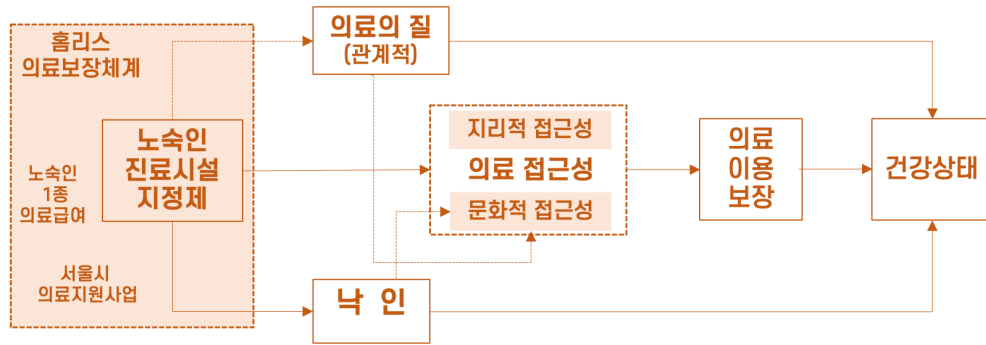 홈리스
의료보장체계
노숙인
진료시설
지정제
노숙인
1종
의료급여
서울시
의료지원사업
의료의 질
(관계적)
지리적 접근성
의료 접근성
문화적 접근성
낙 인
의료
이용
보장
건강상태